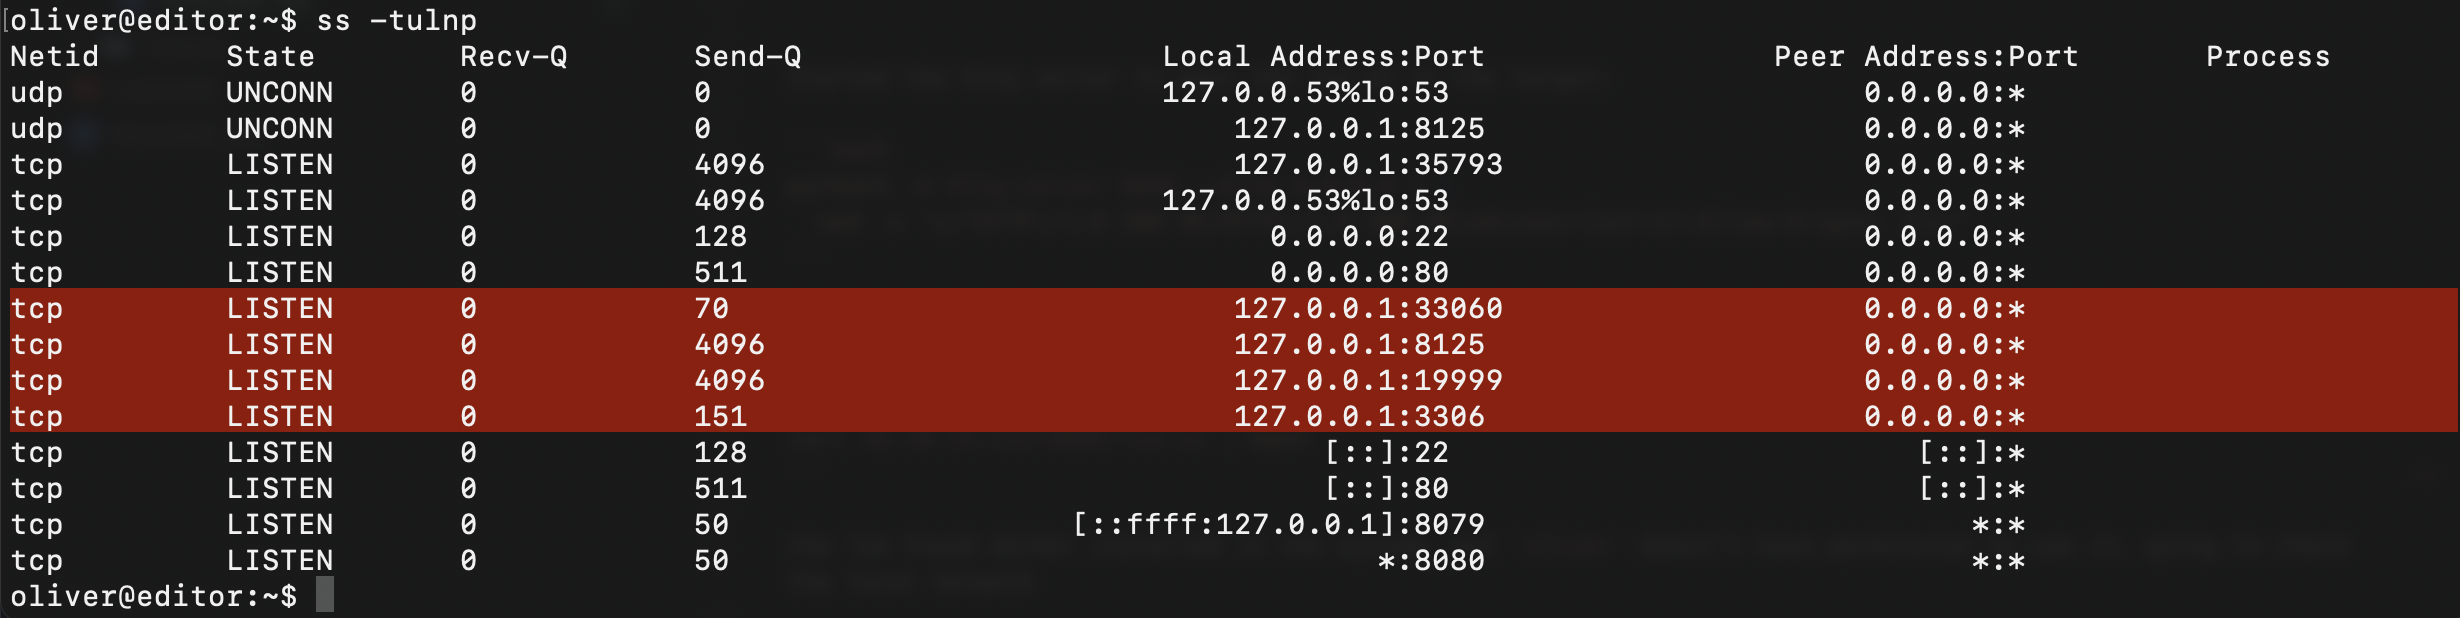 oliver@editor:~$ ss -tulnp
Netid State Recv-Q Send-Q Local Address:Port Peer Address:Port Process
udp UNCONN 0 0 127.0.0.53%lo:53 0.0.0.0:*
udp UNCONN 0 0 127.0.0.1:8125 0.0.0.0:*
tcp LISTEN 0 4096 127.0.0.1:35793 0.0.0.0:*
tcp LISTEN 0 4096 127.0.0.53%lo:53 0.0.0.0:*
tcp LISTEN 0 128 0.0.0.0:22 0.0.0.0:*
tcp LISTEN 0 511 0.0.0.0:80 0.0.0.0:*
tcp LISTEN 0 70 127.0.0.1:33060 0.0.0.0:*
tcp LISTEN 0 4096 127.0.0.1:8125 0.0.0.0:*
tcp LISTEN 0 4096 127.0.0.1:19999 0.0.0.0:*
tcp LISTEN 0 151 127.0.0.1:3306 0.0.0.0:*
tcp LISTEN 0 128 [::]:22 [::]:*
tcp LISTEN 0 511 [::]:80 [::]:*
tcp LISTEN 0 50 [::ffff:127.0.0.1]:8079 *:*
tcp LISTEN 0 50 *:8080 *:*
oliver@editor:~$